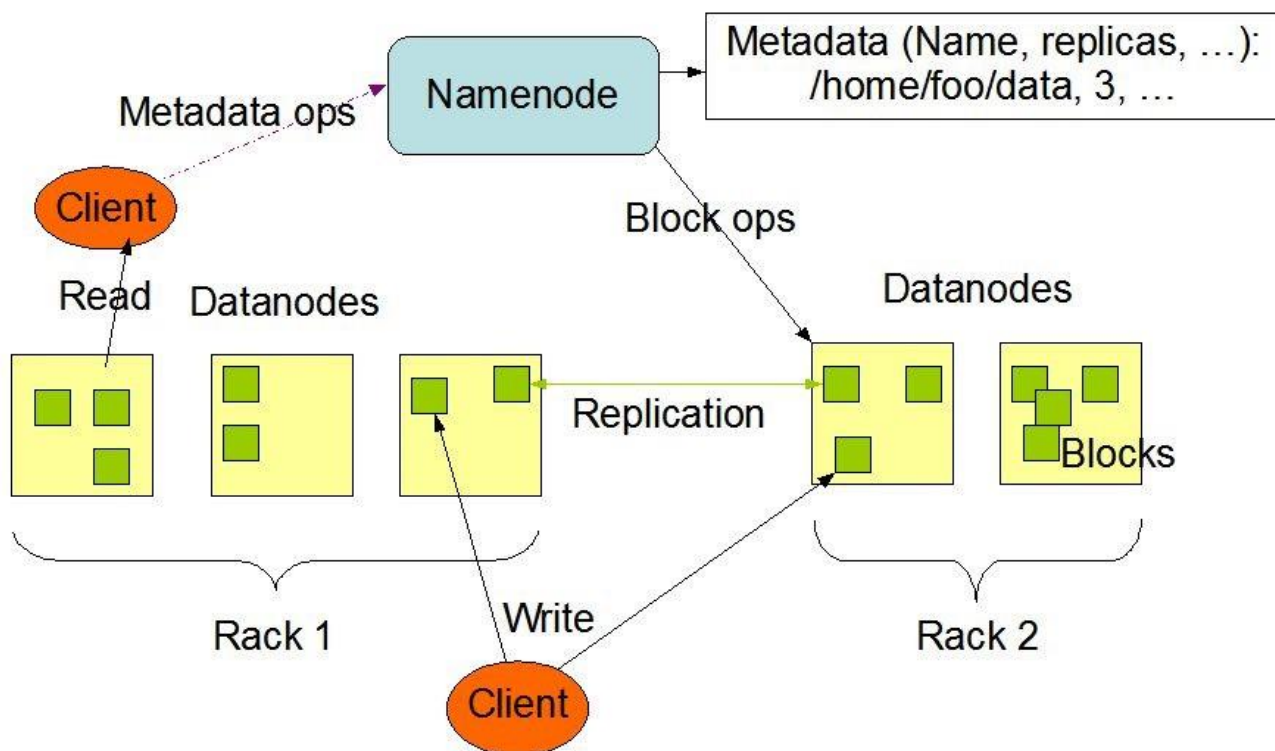 Metadata (Name, replicas, …):
/home/foo/data, 3, …
Namenode
Metadata ops
Client
Block ops
Read
Datanodes
Datanodes
Replication
Blocks
Rack 1
Write
Rack 2
Client